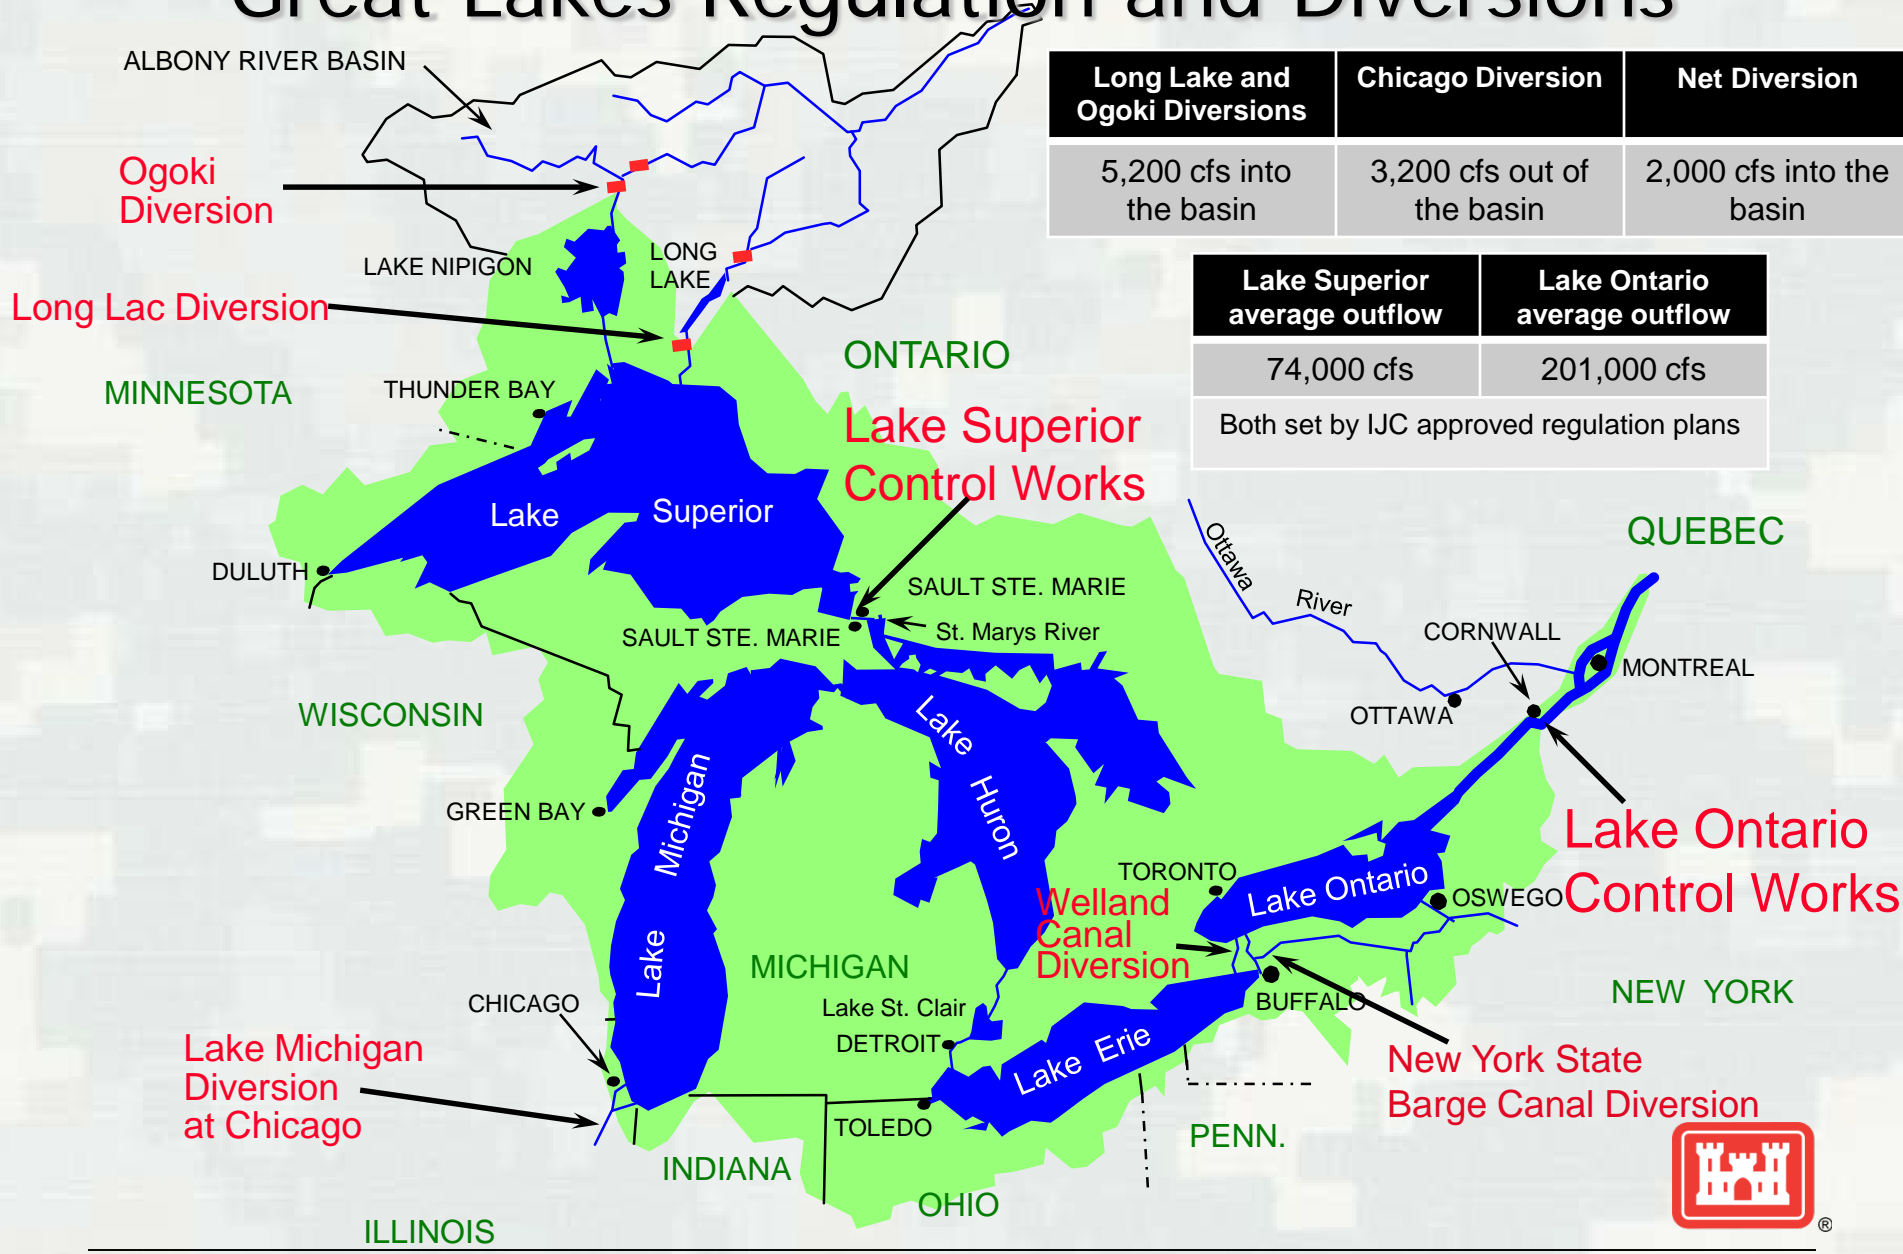 Great Lakes Regulation and Diversions
ALBONY RIVER BASIN
Long Lake and
Ogoki Diversions
Chicago Diversion
Net Diversion
5,200 cfs into
the basin
3,200 cfs out of
the basin
2,000 cfs into the
basin
Ogoki
Diversion
LAKE NIPIGON
LONG
LAKE
Long Lac Diversion
Lake Superior
average outflow
Lake Ontario
average outflow
74,000 cfs
201,000 cfs
Both set by IJC approved regulation plans
ONTARIO
MINNESOTA
THUNDER BAY
Lake Superior
Control Works
Lake Superior
QUEBEC
Ottawa River
DULUTH
SAULT STE. MARIE
SAULT STE. MARIE
St. Marys River
CORNWALL
MONTREAL
OTTAWA
WISCONSIN
Lake Huron
Lake Michigan
GREEN BAY
Lake Ontario
Control Works
TORONTO
Lake Ontario
OSWEGO
Welland
Canal
Diversion
MICHIGAN
NEW YORK
CHICAGO
Lake St. Clair
BUFFALO
DETROIT
Lake Erie
Lake Michigan
Diversion
at Chicago
New York State
Barge Canal Diversion
TOLEDO
PENN.
INDIANA
OHIO
ILLINOIS
®